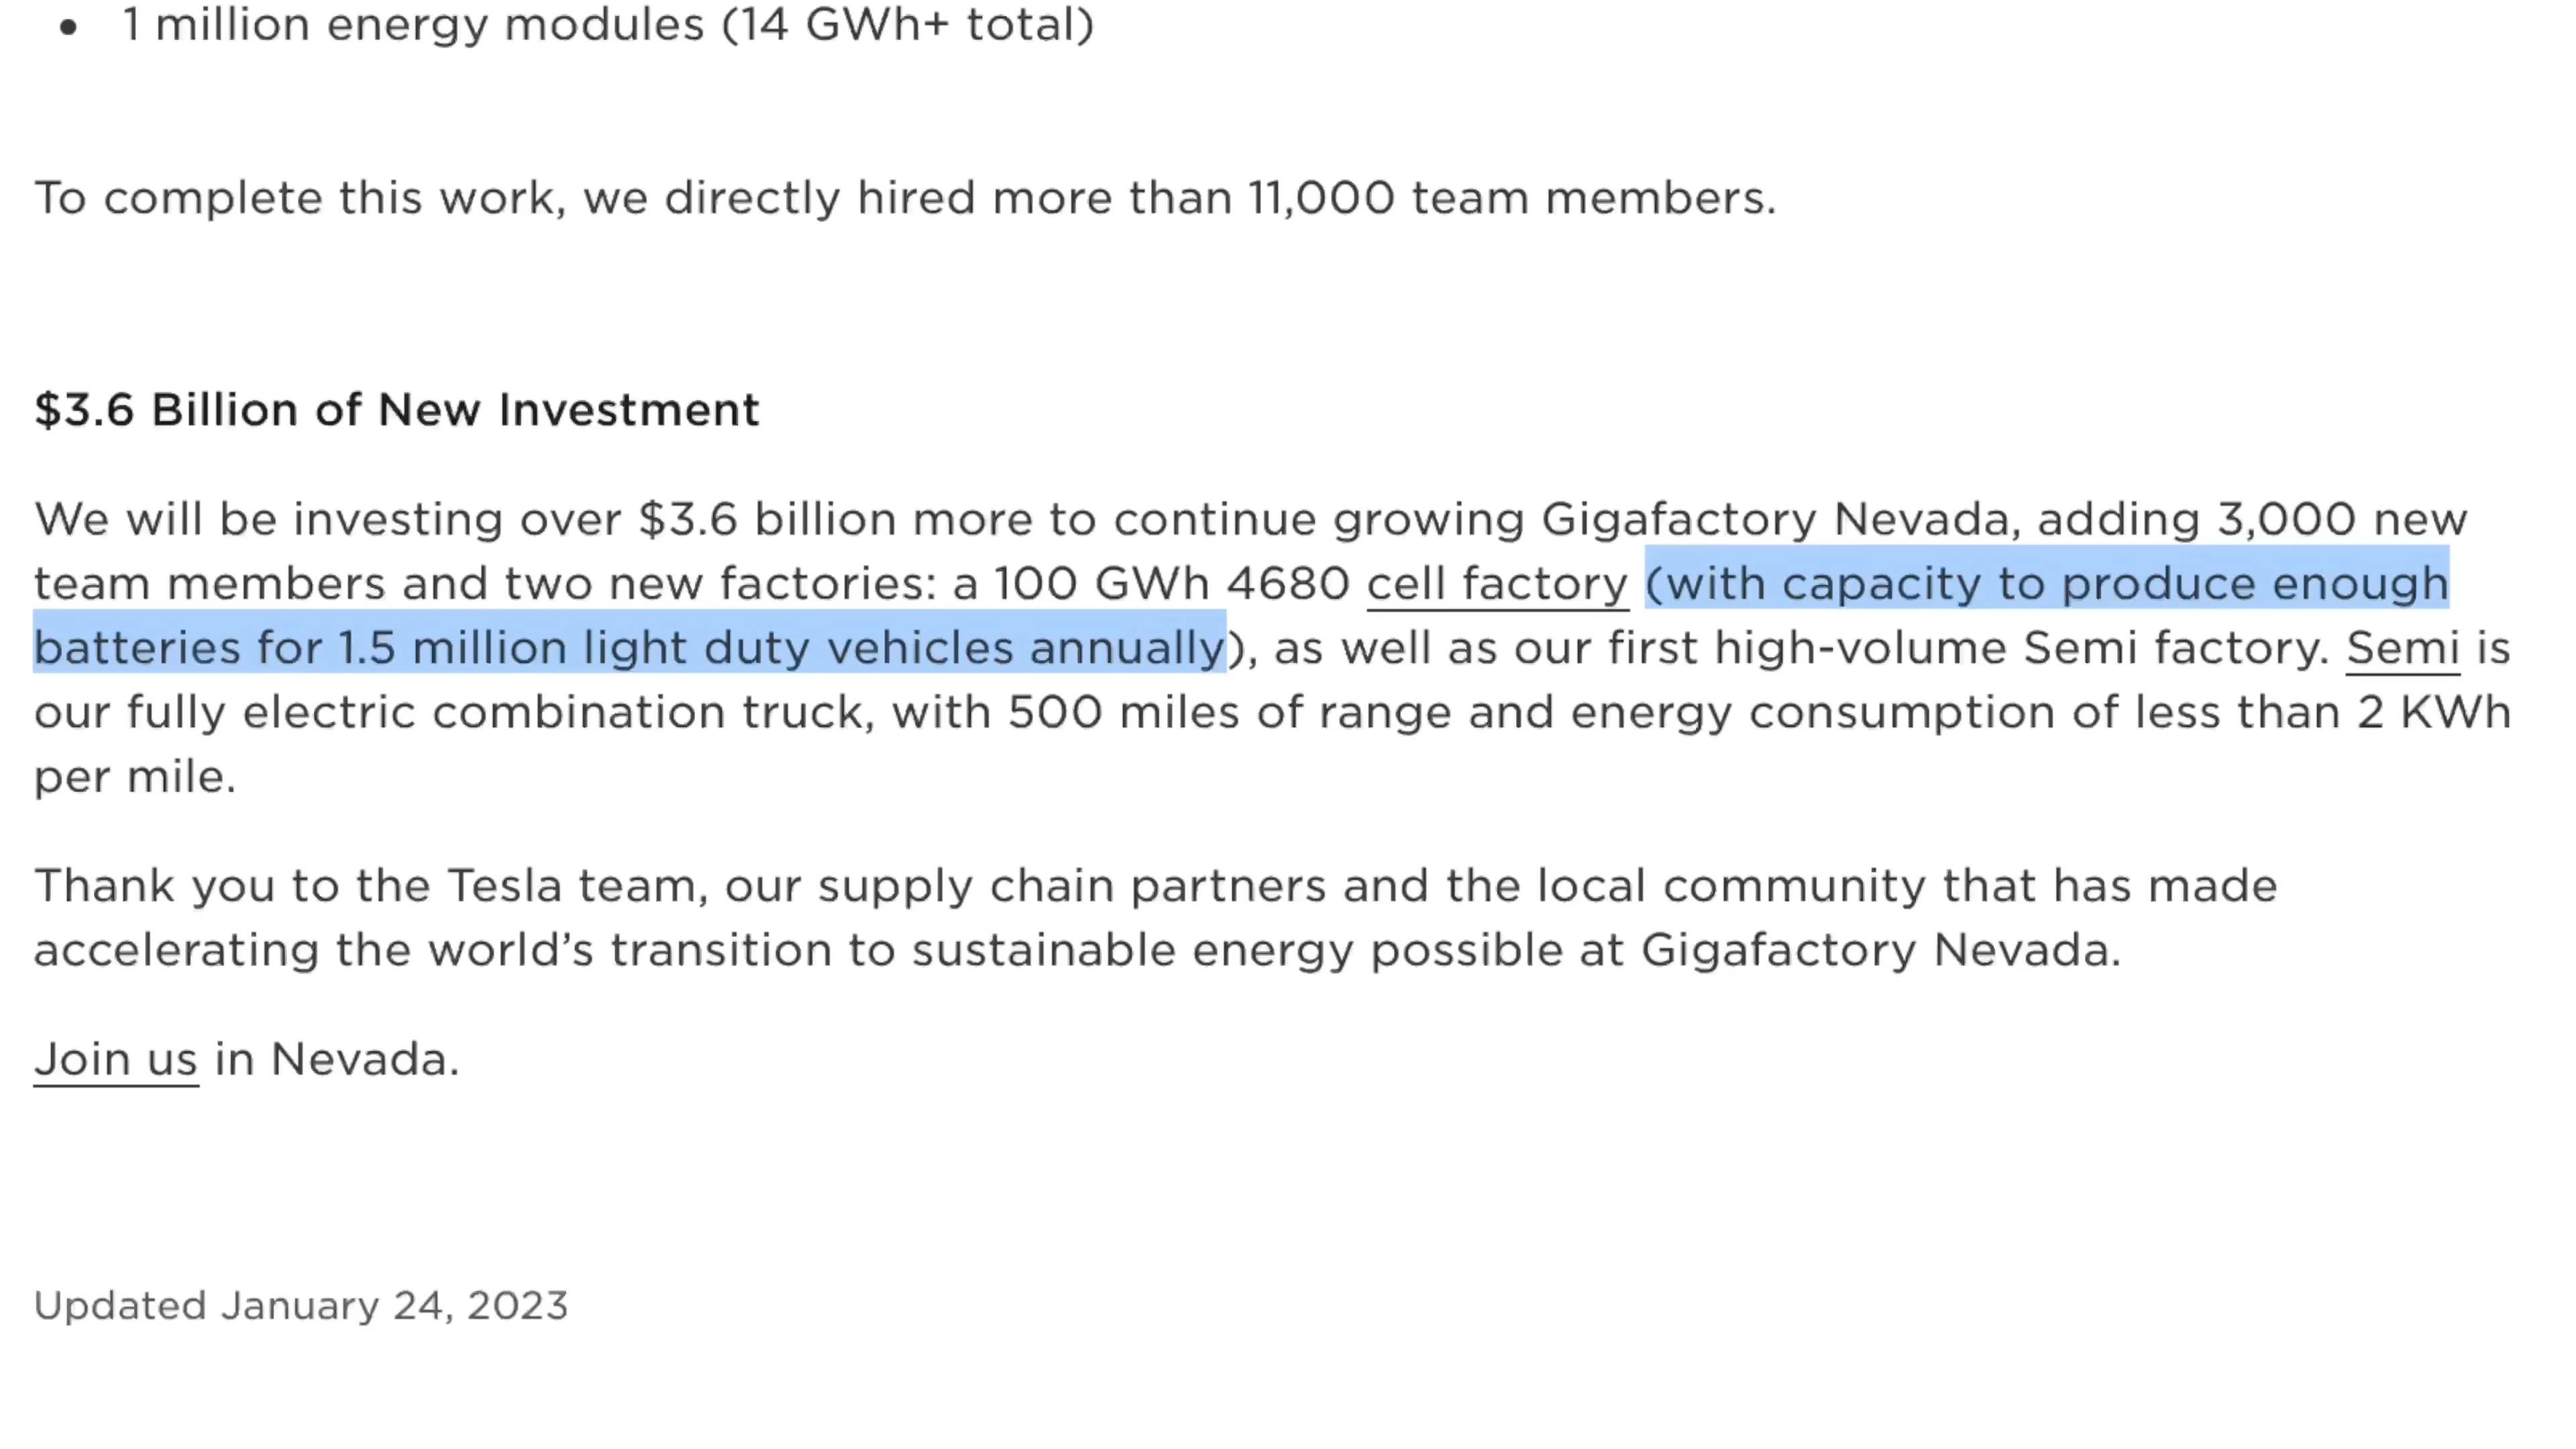 • 1 million energy modules (14 GWh+ total)
To complete this work, we directly hired more than 11,000 team members.
$3.6 Billion of New Investment
We will be investing over $3.6 billion more to continue growing Gigafactory Nevada, adding 3,000 new
team members and two new factories: a 100 GWh 4680 cell factory (with capacity to produce enough
batteries for 1.5 million light duty vehicles annually), as well as our first high-volume Semi factory. Semi is
our fully electric combination truck, with 500 miles of range and energy consumption of less than 2 KWh
per mile.
Thank you to the Tesla team, our supply chain partners and the local community that has made
accelerating the world’s transition to sustainable energy possible at Gigafactory Nevada.
Join us in Nevada.
Updated January 24, 2023